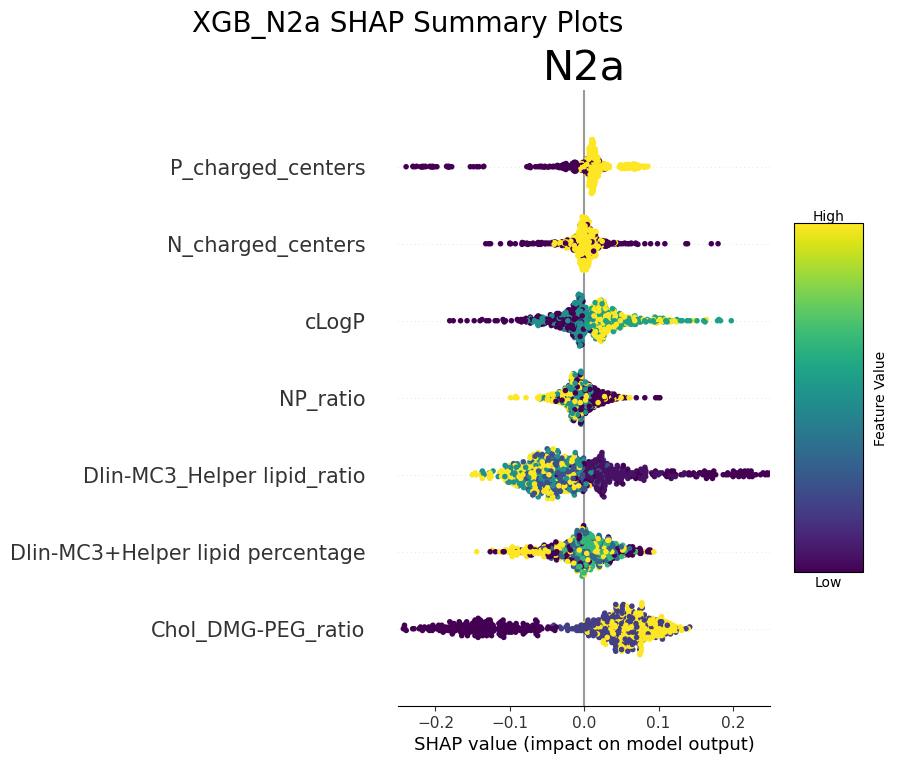 XGB_N2a SHAP Summary Plots
N2a
P_charged_centers
N_charged_centers
cLogP
NP_ratio
Dlin-MC3_Helper lipid_ratio
Dlin-MC3+Helper lipid percentage
Chol_DMG-PEG_ratio
−0.2 −0.1 0.0 0.1 0.2
SHAP value (impact on model output)
High
Feature Value
Low